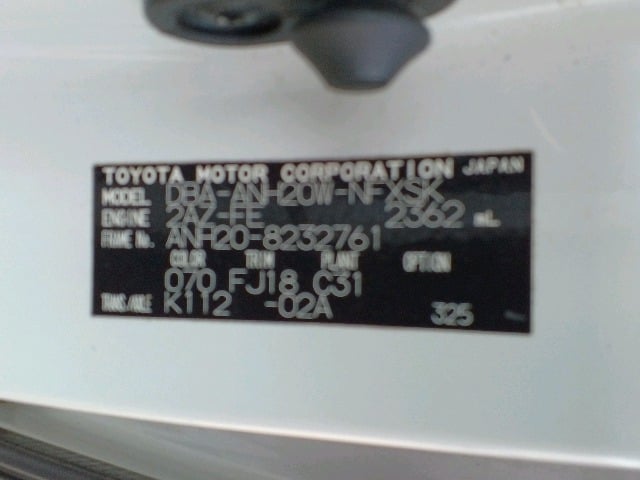 TOYOTA MOTOR CORPORATION JAPAN
MODEL DBA-ANH20W-NFXSK
ENGINE 2AZ-FE 2362 mL
FRAME No. ANH20-8232761
COLOR TRIM PLANT OPTION
070 FJ18 C31
TRANS/AXLE K112 -02A 325